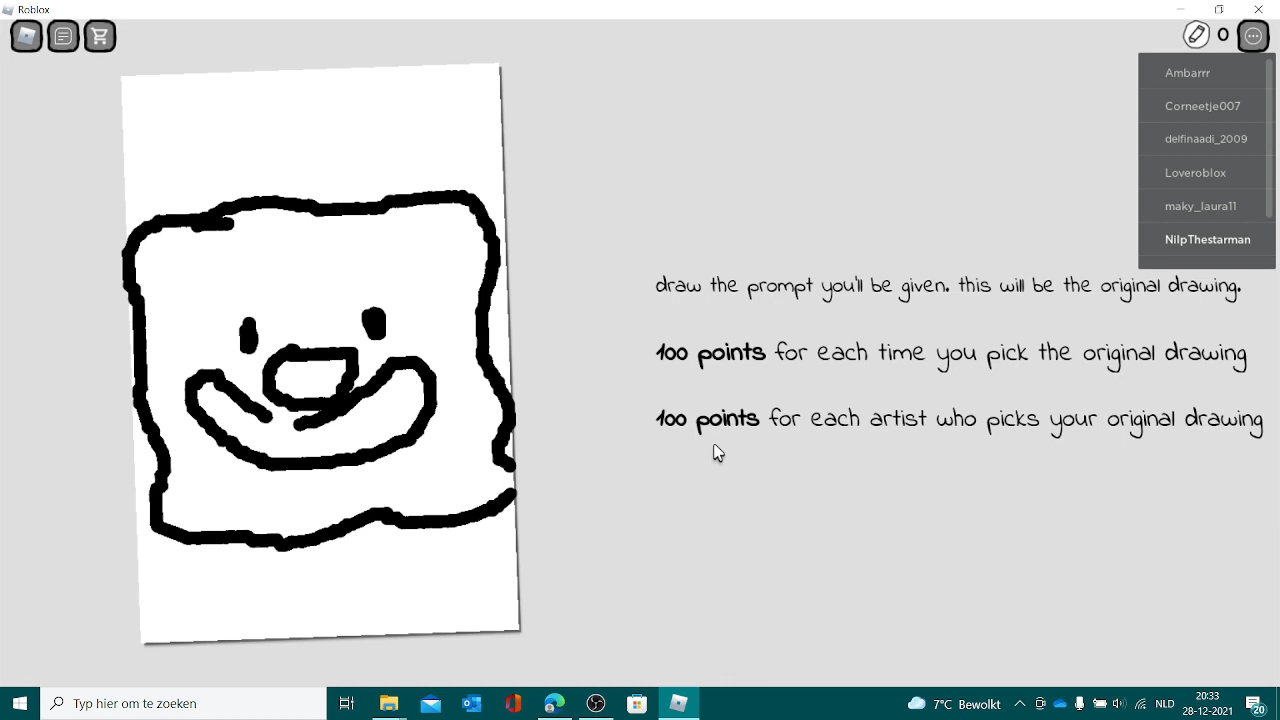 Roblox
0
Ambarrr
Corneetje007
delfinaadi_2009
Loveroblox
maky_laura11
NilpThestarman
draw the prompt you'll be given. this will be the original drawing.
100 points for each time you pick the original drawing
100 points for each artist who picks your original drawing
Typ hier om te zoeken
7°C Bewolkt
NLD
20:33
28-12-2021
20